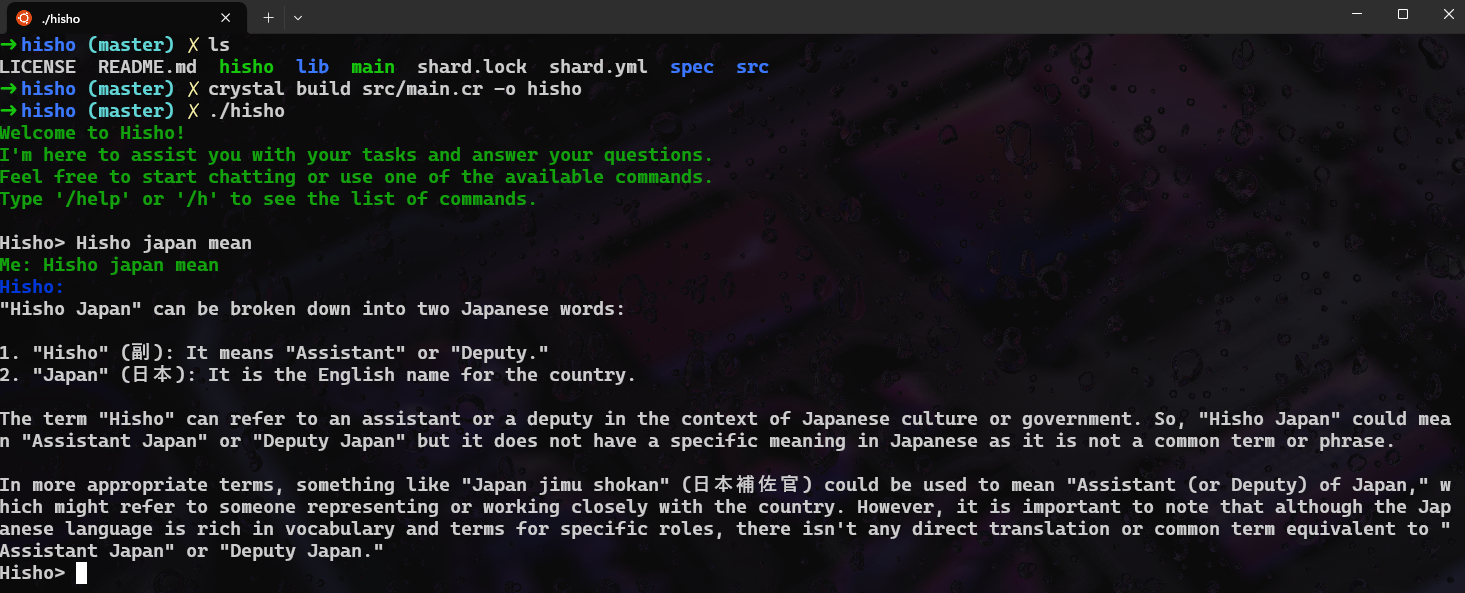 ./hisho
➜ hisho (master) ✗ ls
LICENSE README.md hisho lib main shard.lock shard.yml spec src
➜ hisho (master) ✗ crystal build src/main.cr -o hisho
➜ hisho (master) ✗ ./hisho
Welcome to Hisho!
I'm here to assist you with your tasks and answer your questions.
Feel free to start chatting or use one of the available commands.
Type '/help' or '/h' to see the list of commands.
Hisho> Hisho japan mean
Me: Hisho japan mean
Hisho:
"Hisho Japan" can be broken down into two Japanese words:
1. "Hisho" (副): It means "Assistant" or "Deputy."
2. "Japan" (日本): It is the English name for the country.
The term "Hisho" can refer to an assistant or a deputy in the context of Japanese culture or government. So, "Hisho Japan" could mea
n "Assistant Japan" or "Deputy Japan" but it does not have a specific meaning in Japanese as it is not a common term or phrase.
In more appropriate terms, something like "Japan jimu shokan" (日本補佐官) could be used to mean "Assistant (or Deputy) of Japan," w
hich might refer to someone representing or working closely with the country. However, it is important to note that although the Jap
anese language is rich in vocabulary and terms for specific roles, there isn't any direct translation or common term equivalent to "
Assistant Japan" or "Deputy Japan."
Hisho>